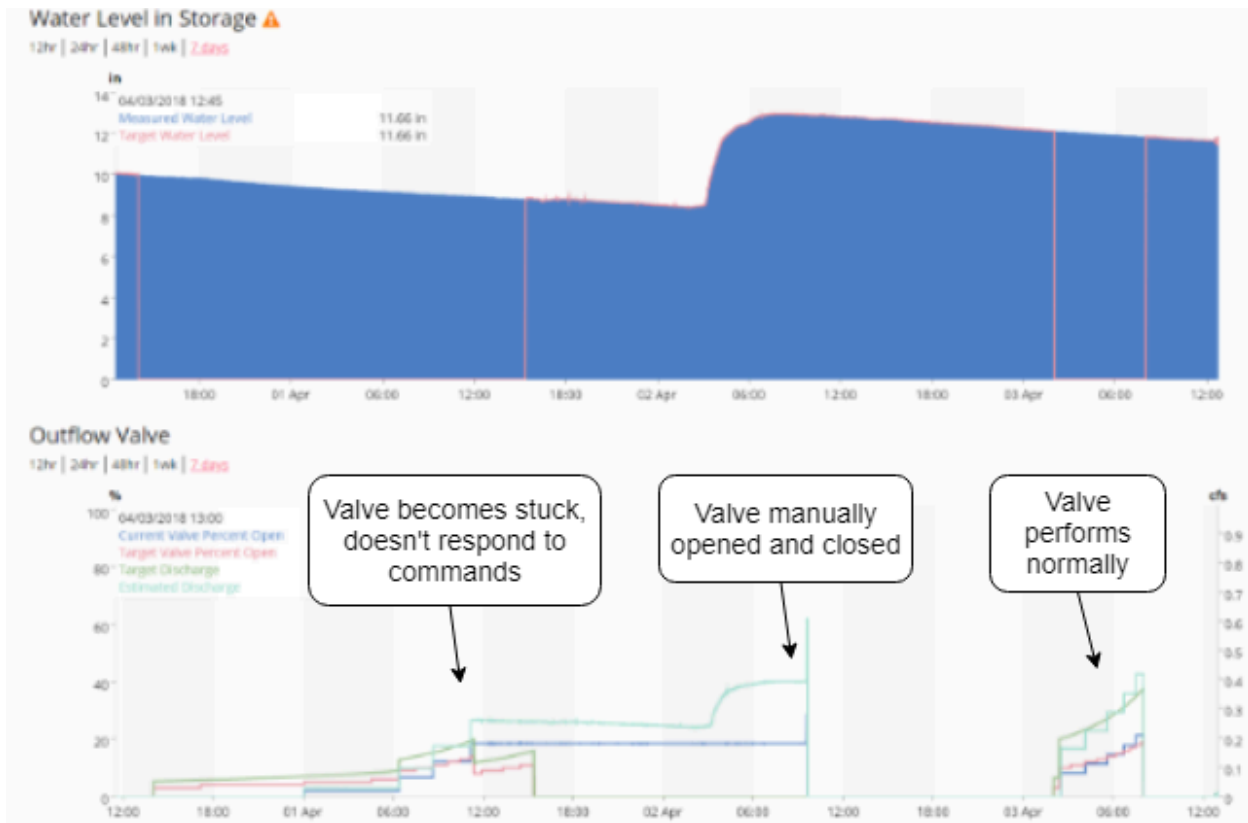 Water Level in Storage
12hr | 24hr | 48hr | 1wk | 7 days
in
14
04/03/2018 12:45
Measured Water Level 11.66 in
12 Target Water Level 11.66 in
10
8
6
4
2
0
18:00 01 Apr 06:00 12:00 18:00 02 Apr 06:00 12:00 18:00 03 Apr 06:00 12:00
Outflow Valve
12hr | 24hr | 48hr | 1wk | 7 days
% cfs
100
04/03/2018 13:00
Current Valve Percent Open
Target Valve Percent Open
80 Target Discharge
Estimated Discharge
Valve becomes stuck,
doesn't respond to
commands
Valve manually
opened and closed
Valve
performs
normally
0.9
0.8
0.7
60 0.6
0.5
40 0.4
0.3
20 0.2
0.1
0 0
12:00 18:00 01 Apr 06:00 12:00 18:00 02 Apr 06:00 12:00 18:00 03 Apr 06:00 12:00